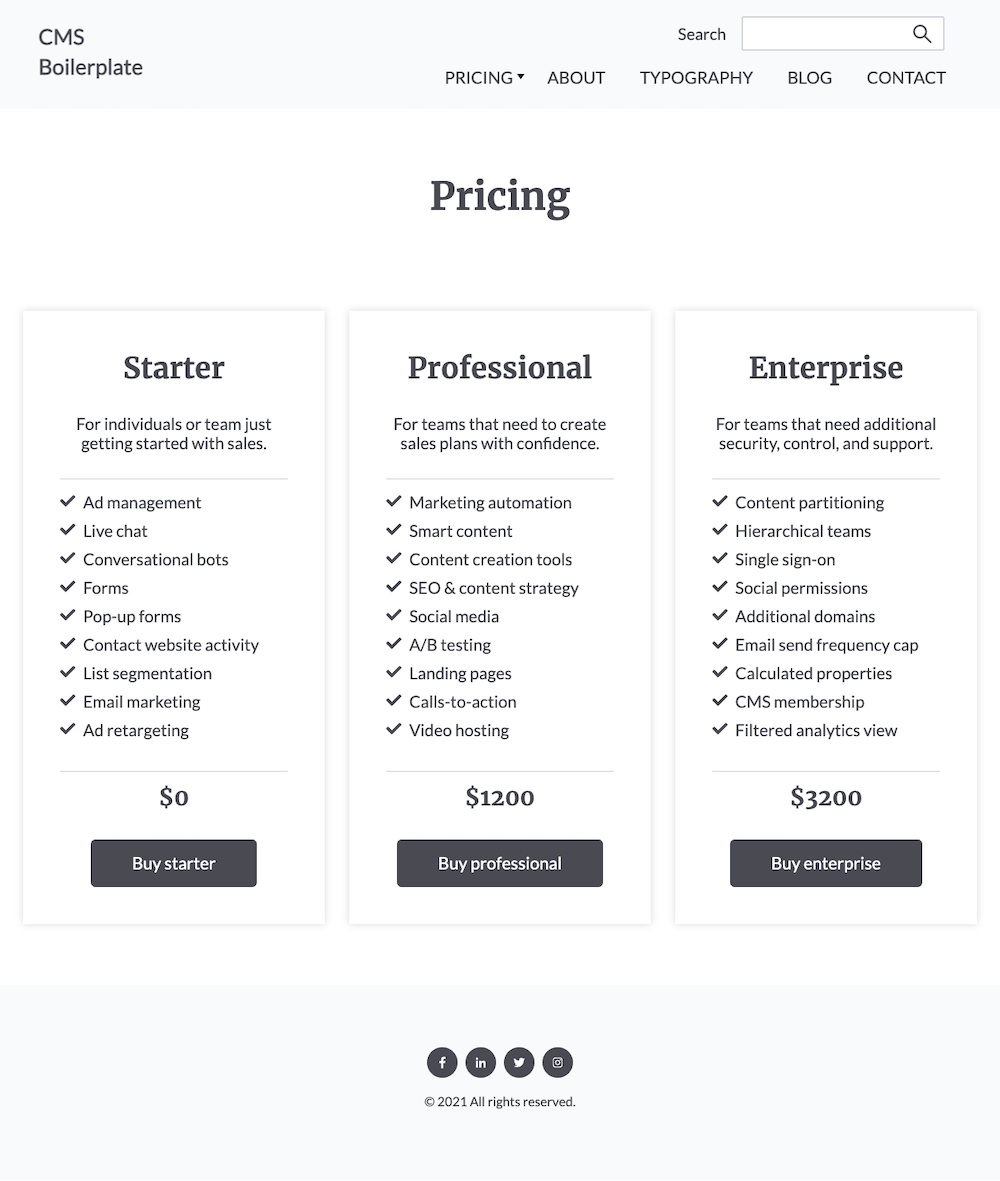 CMS
Boilerplate
Search
PRICING
ABOUT
TYPOGRAPHY
BLOG
CONTACT
Pricing
Starter
For individuals or team just
getting started with sales.
Ad management
Live chat
Conversational bots
Forms
Pop-up forms
Contact website activity
List segmentation
Email marketing
Ad retargeting
$0
Buy starter
Professional
For teams that need to create
sales plans with confidence.
Marketing automation
Smart content
Content creation tools
SEO & content strategy
Social media
A/B testing
Landing pages
Calls-to-action
Video hosting
$1200
Buy professional
Enterprise
For teams that need additional
security, control, and support.
Content partitioning
Hierarchical teams
Single sign-on
Social permissions
Additional domains
Email send frequency cap
Calculated properties
CMS membership
Filtered analytics view
$3200
Buy enterprise
© 2021 All rights reserved.